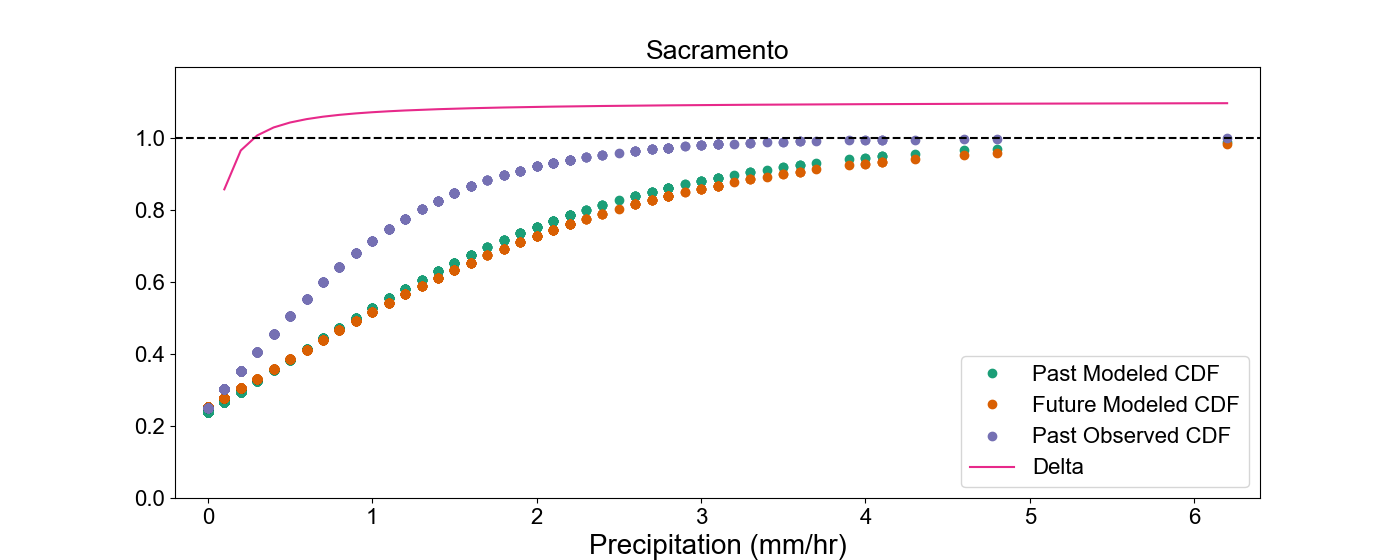 Sacramento
1.0
0.8
0.6
0.4
0.2
0.0
Past Modeled CDF
Future Modeled CDF
Past Observed CDF
Delta
0 1 2 3 4 5 6
Precipitation (mm/hr)